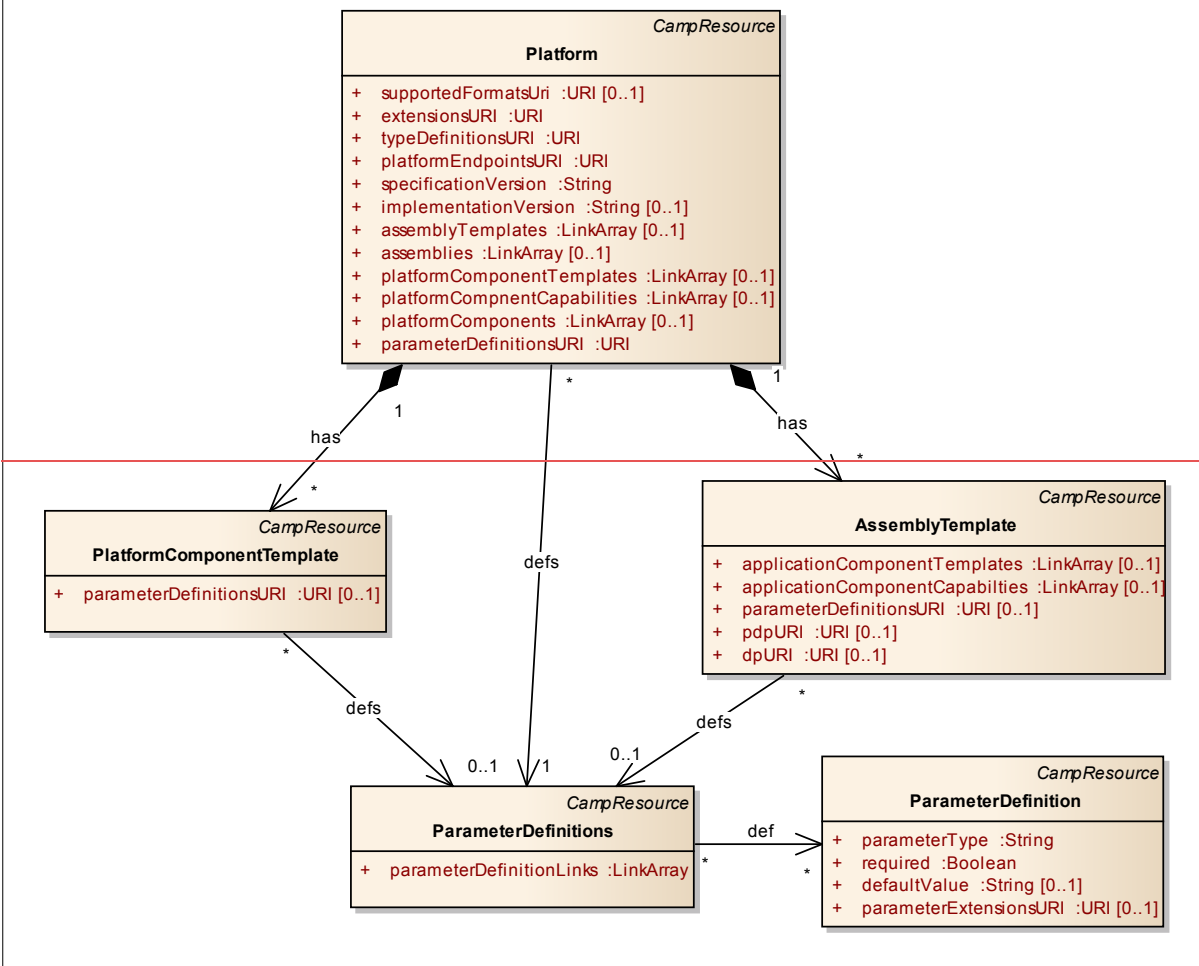 CampResource
Platform
+ supportedFormatsUri :URI [0..1]
+ extensionsURI :URI
+ typeDefinitionsURI :URI
+ platformEndpointsURI :URI
+ specificationVersion :String
+ implementationVersion :String [0..1]
+ assemblyTemplates :LinkArray [0..1]
+ assemblies :LinkArray [0..1]
+ platformComponentTemplates :LinkArray [0..1]
+ platformCompnentCapabilities :LinkArray [0..1]
+ platformComponents :LinkArray [0..1]
+ parameterDefinitionsURI :URI
1
*
1
has
has
*
*
CampResource
PlatformComponentTemplate
+ parameterDefinitionsURI :URI [0..1]
*
defs
CampResource
AssemblyTemplate
+ applicationComponentTemplates :LinkArray [0..1]
+ applicationComponentCapabilties :LinkArray [0..1]
+ parameterDefinitionsURI :URI [0..1]
+ pdpURI :URI [0..1]
+ dpURI :URI [0..1]
*
defs
defs
0..1
1
0..1
CampResource
ParameterDefinitions
+ parameterDefinitionLinks :LinkArray
def
*
*
CampResource
ParameterDefinition
+ parameterType :String
+ required :Boolean
+ defaultValue :String [0..1]
+ parameterExtensionsURI :URI [0..1]